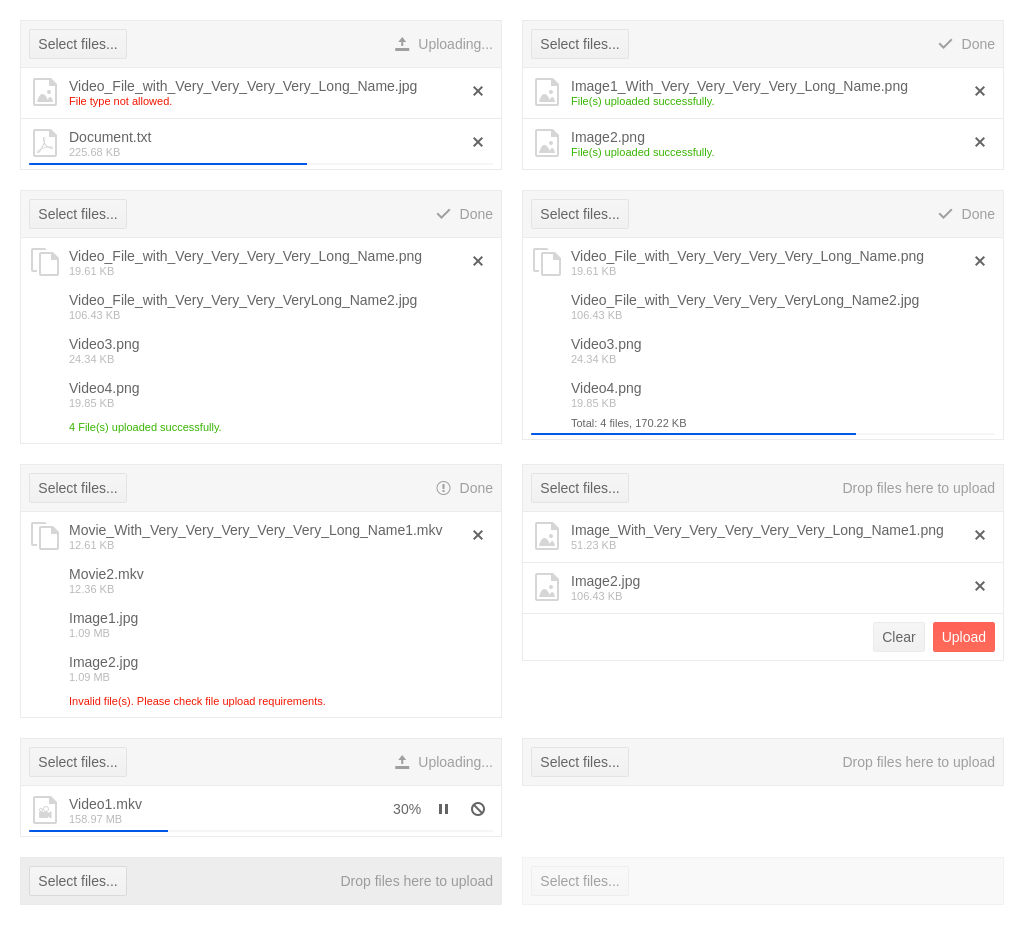 Select files... Uploading...
Video_File_with_Very_Very_Very_Very_Long_Name.jpg
File type not allowed.
Document.txt
225.68 KB
Select files... Done
Image1_With_Very_Very_Very_Very_Long_Name.png
File(s) uploaded successfully.
Image2.png
File(s) uploaded successfully.
Select files... Done
Video_File_with_Very_Very_Very_Very_Long_Name.png
19.61 KB
Video_File_with_Very_Very_Very_VeryLong_Name2.jpg
106.43 KB
Video3.png
24.34 KB
Video4.png
19.85 KB
4 File(s) uploaded successfully.
Select files... Done
Video_File_with_Very_Very_Very_Very_Long_Name.png
19.61 KB
Video_File_with_Very_Very_Very_VeryLong_Name2.jpg
106.43 KB
Video3.png
24.34 KB
Video4.png
19.85 KB
Total: 4 files, 170.22 KB
Select files... Done
Movie_With_Very_Very_Very_Very_Very_Long_Name1.mkv
12.61 KB
Movie2.mkv
12.36 KB
Image1.jpg
1.09 MB
Image2.jpg
1.09 MB
Invalid file(s). Please check file upload requirements.
Select files... Drop files here to upload
Image_With_Very_Very_Very_Very_Very_Long_Name1.png
51.23 KB
Image2.jpg
106.43 KB
Clear Upload
Select files... Uploading...
Video1.mkv 30%
158.97 MB
Select files... Drop files here to upload
Select files... Drop files here to upload
Select files...